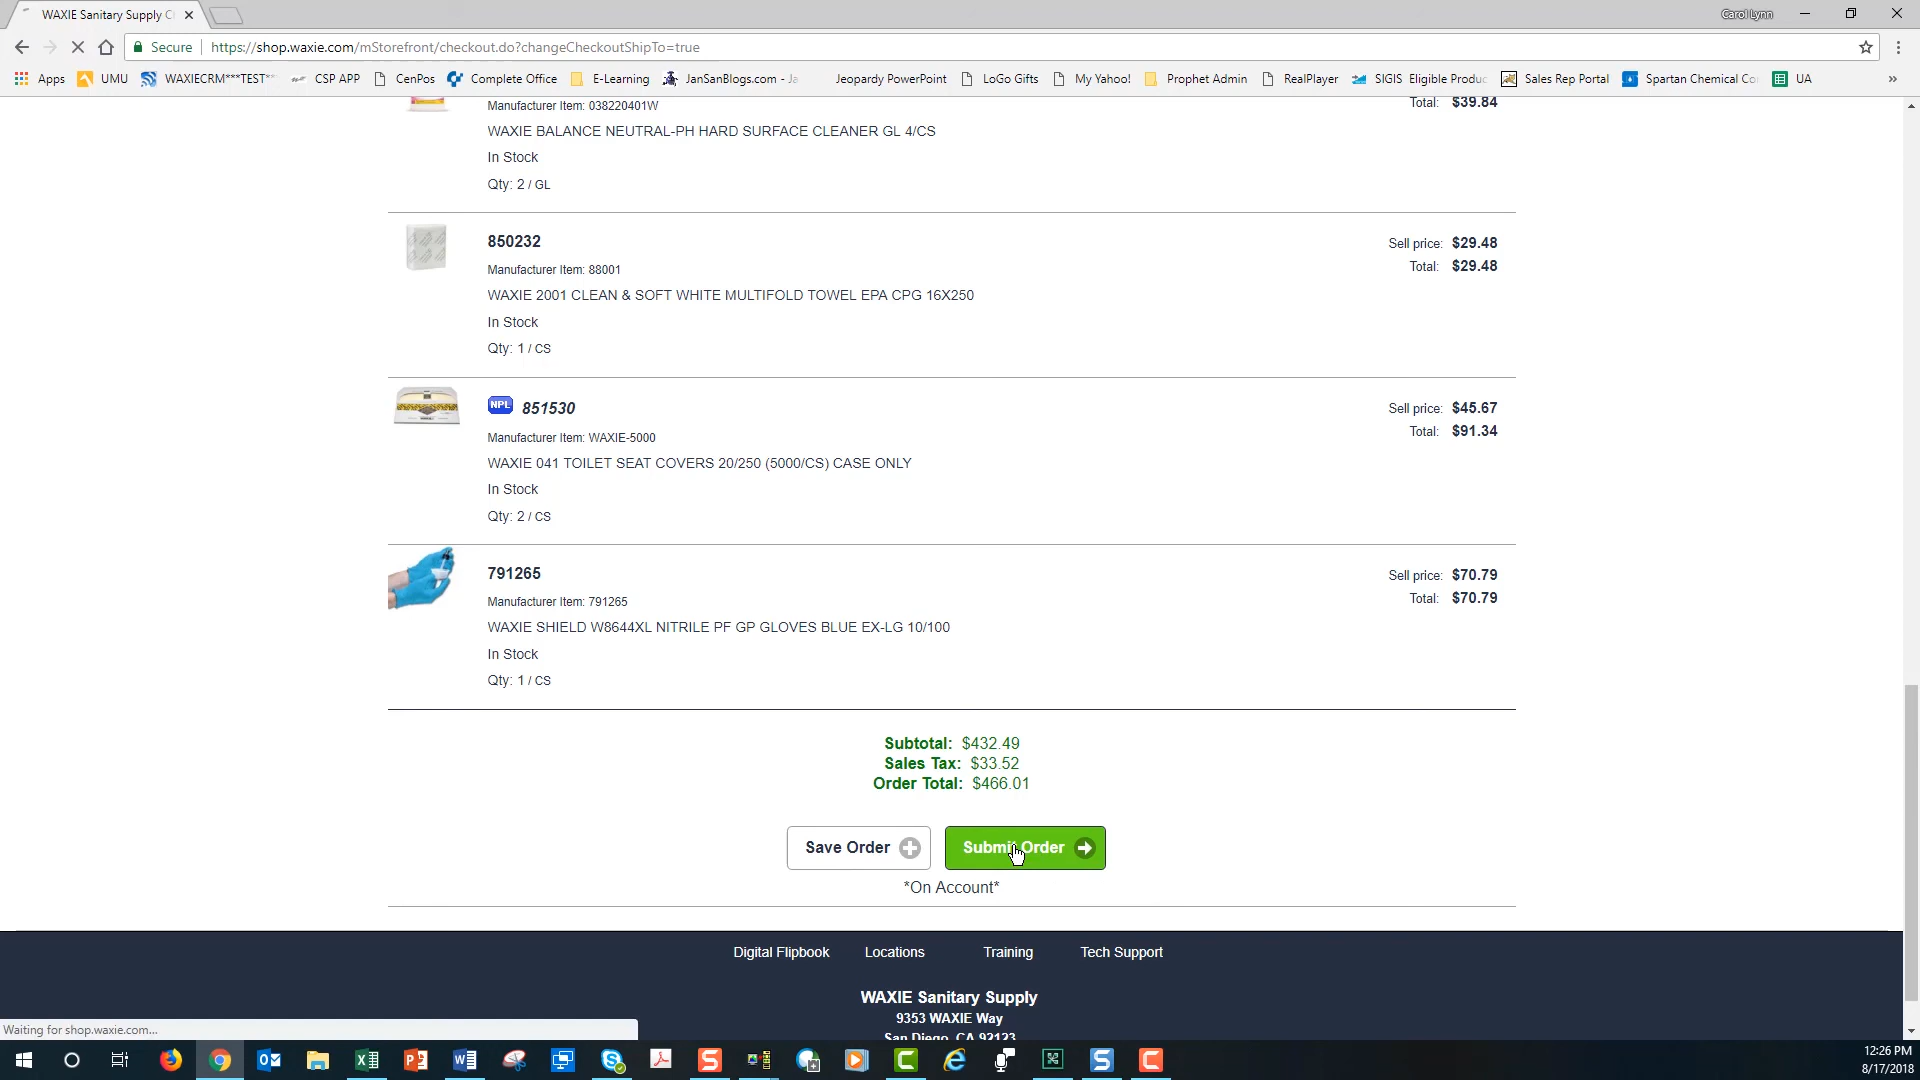 WAXIE Sanitary Supply C
Carol Lynn
Secure https://shop.waxie.com/mStorefront/checkout.do?changeCheckoutShipTo=true
Apps UMU WAXIECRM***TEST** CSP APP CenPos Complete Office E-Learning JanSanBlogs.com - Ja Jeopardy PowerPoint LoGo Gifts My Yahoo! Prophet Admin RealPlayer SIGIS Eligible Produc Sales Rep Portal Spartan Chemical Co UA »
Manufacturer Item: 038220401W
Total: $39.84
WAXIE BALANCE NEUTRAL-PH HARD SURFACE CLEANER GL 4/CS
In Stock
Qty: 2 / GL
850232
Sell price: $29.48
Manufacturer Item: 88001
Total: $29.48
WAXIE 2001 CLEAN & SOFT WHITE MULTIFOLD TOWEL EPA CPG 16X250
In Stock
Qty: 1 / CS
NPL 851530
Sell price: $45.67
Manufacturer Item: WAXIE-5000
Total: $91.34
WAXIE 041 TOILET SEAT COVERS 20/250 (5000/CS) CASE ONLY
In Stock
Qty: 2 / CS
791265
Sell price: $70.79
Manufacturer Item: 791265
Total: $70.79
WAXIE SHIELD W8644XL NITRILE PF GP GLOVES BLUE EX-LG 10/100
In Stock
Qty: 1 / CS
Subtotal: $432.49
Sales Tax: $33.52
Order Total: $466.01
Save Order Submit Order
*On Account*
Digital Flipbook Locations Training Tech Support
WAXIE Sanitary Supply
9353 WAXIE Way
San Diego, CA 92123
Waiting for shop.waxie.com...
12:26 PM
8/17/2018